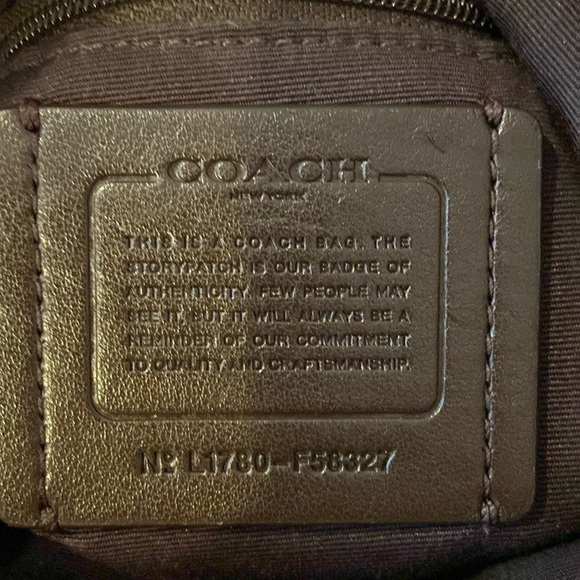 COACH
NEW YORK
THIS IS A COACH BAG. THE
STORYPATCH IS OUR BADGE OF
AUTHENTICITY. FEW PEOPLE MAY
SEE IT, BUT IT WILL ALWAYS BE A
REMINDER OF OUR COMMITMENT
TO QUALITY AND CRAFTSMANSHIP.
Nº L1780-F58327